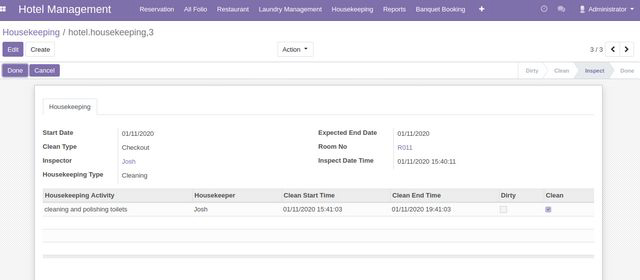 Hotel Management Reservation All Folio Restaurant Laundry Management Housekeeping Reports Banquet Booking + Administrator
Housekeeping / hotel.housekeeping,3
Edit Create Action 3 / 3
Done Cancel Dirty Clean Inspect Done
Housekeeping
Start Date 01/11/2020 Expected End Date 01/11/2020
Clean Type Checkout Room No R011
Inspector Josh Inspect Date Time 01/11/2020 15:40:11
Housekeeping Type Cleaning
Housekeeping Activity Housekeeper Clean Start Time Clean End Time Dirty Clean
cleaning and polishing toilets Josh 01/11/2020 15:41:03 01/11/2020 19:41:03